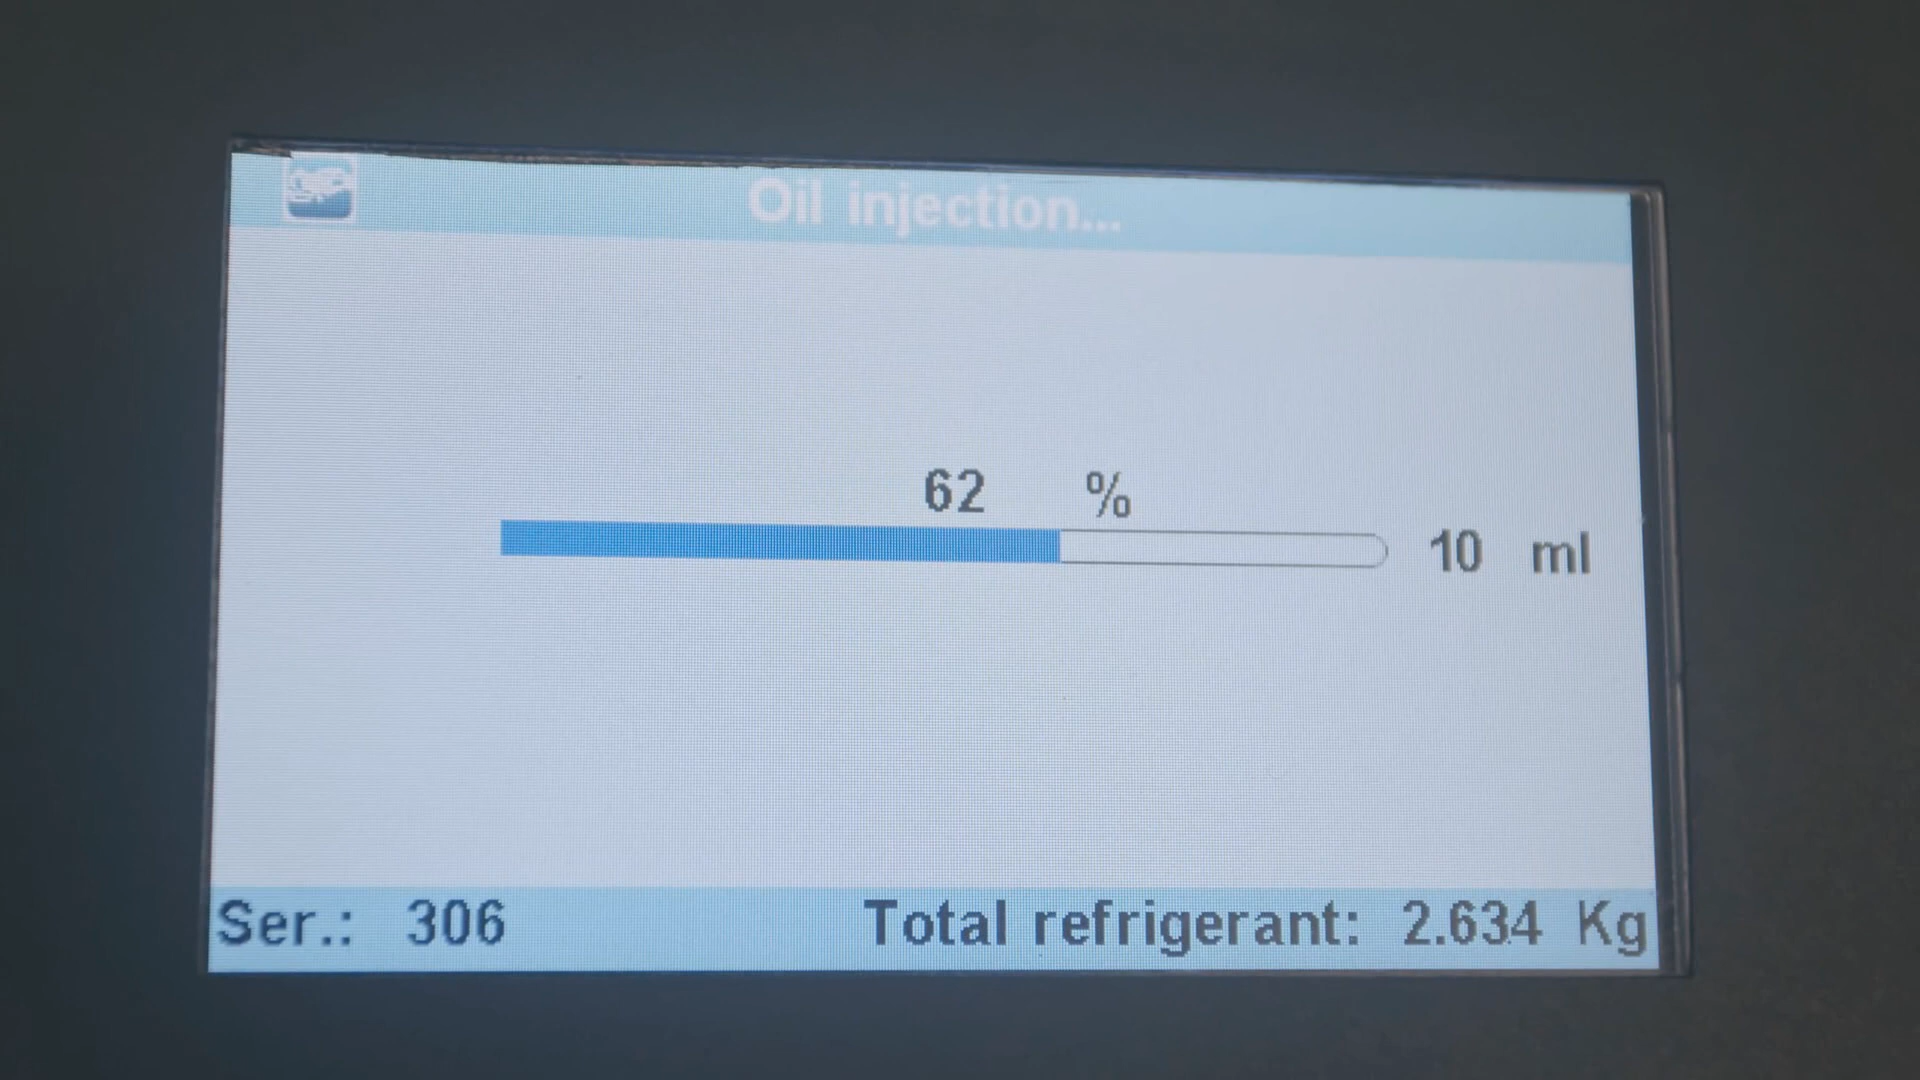 Oil injection...
62 %
10 ml
Ser.: 306 Total refrigerant: 2.634 Kg